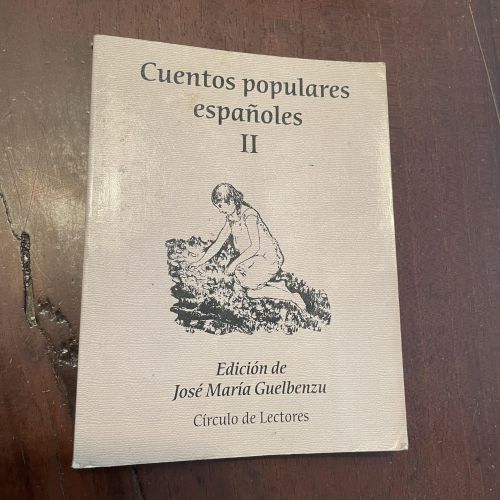 Cuentos populares
españoles
II
Edición de
José María Guelbenzu
Círculo de Lectores